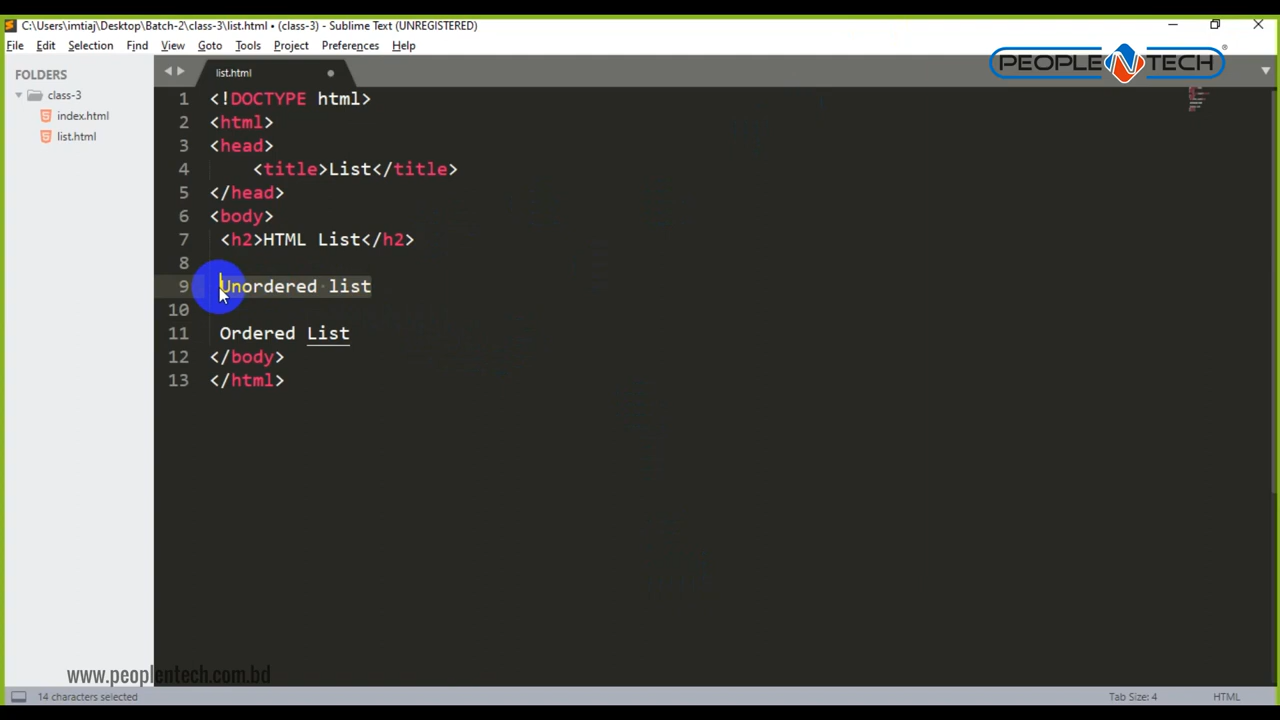 C:\Users\imtiaj\Desktop\Batch-2\class-3\list.html • (class-3) - Sublime Text (UNREGISTERED)
File Edit Selection Find View Goto Tools Project Preferences Help
PEOPLE N TECH ®
FOLDERS
class-3
index.html
list.html
list.html
1 <!DOCTYPE html>
2 <html>
3 <head>
4 <title>List</title>
5 </head>
6 <body>
7 <h2>HTML List</h2>
8
9 Unordered list
10
11 Ordered List
12 </body>
13 </html>
www.peoplentech.com.bd
14 characters selected
Tab Size: 4
HTML